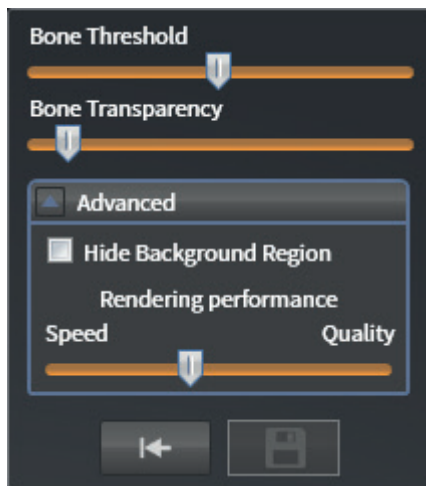 Bone Threshold
Bone Transparency
Advanced
Hide Background Region
Rendering performance
Speed Quality